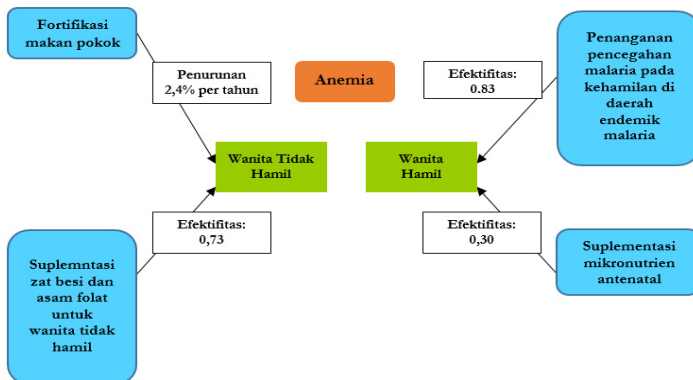 Fortifikasi
makan pokok
Penurunan
2,4% per tahun
Anemia
Efektifitas:
0.83
Penanganan
pencegahan
malaria pada
kehamilan di
daerah
endemik
malaria
Wanita Tidak
Hamil
Wanita
Hamil
Efektifitas:
0,73
Efektifitas:
0,30
Suplemntasi
zat besi dan
asam folat
untuk
wanita tidak
hamil
Suplementasi
mikronutrien
antenatal